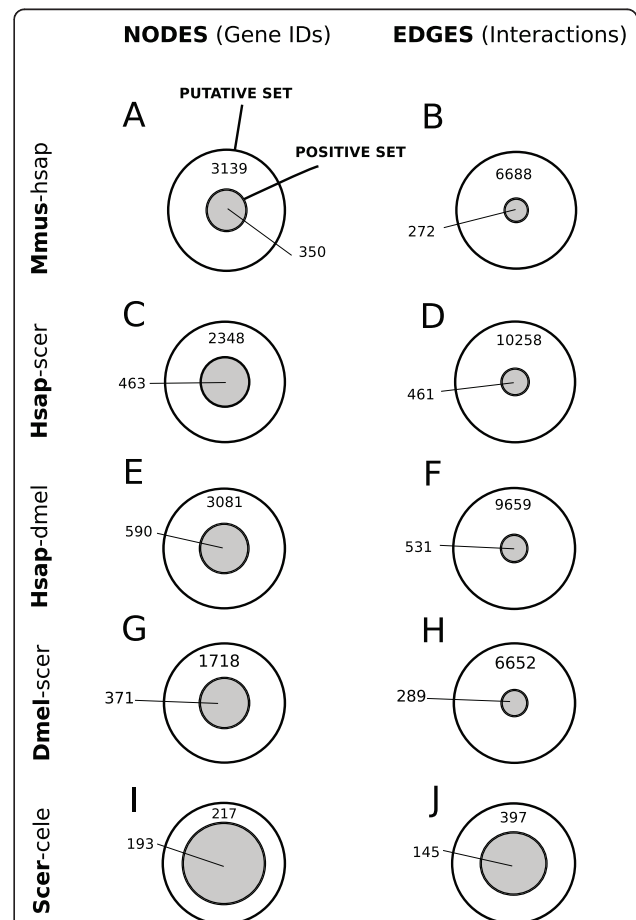 NODES (Gene IDs)
EDGES (Interactions)
PUTATIVE SET
POSITIVE SET
Mmus-hsap
A
3139
350
B
6688
272
Hsap-scer
C
2348
463
D
10258
461
Hsap-dmel
E
3081
590
F
9659
531
Dmel-scer
G
1718
371
H
6652
289
Scer-cele
I
217
193
J
397
145